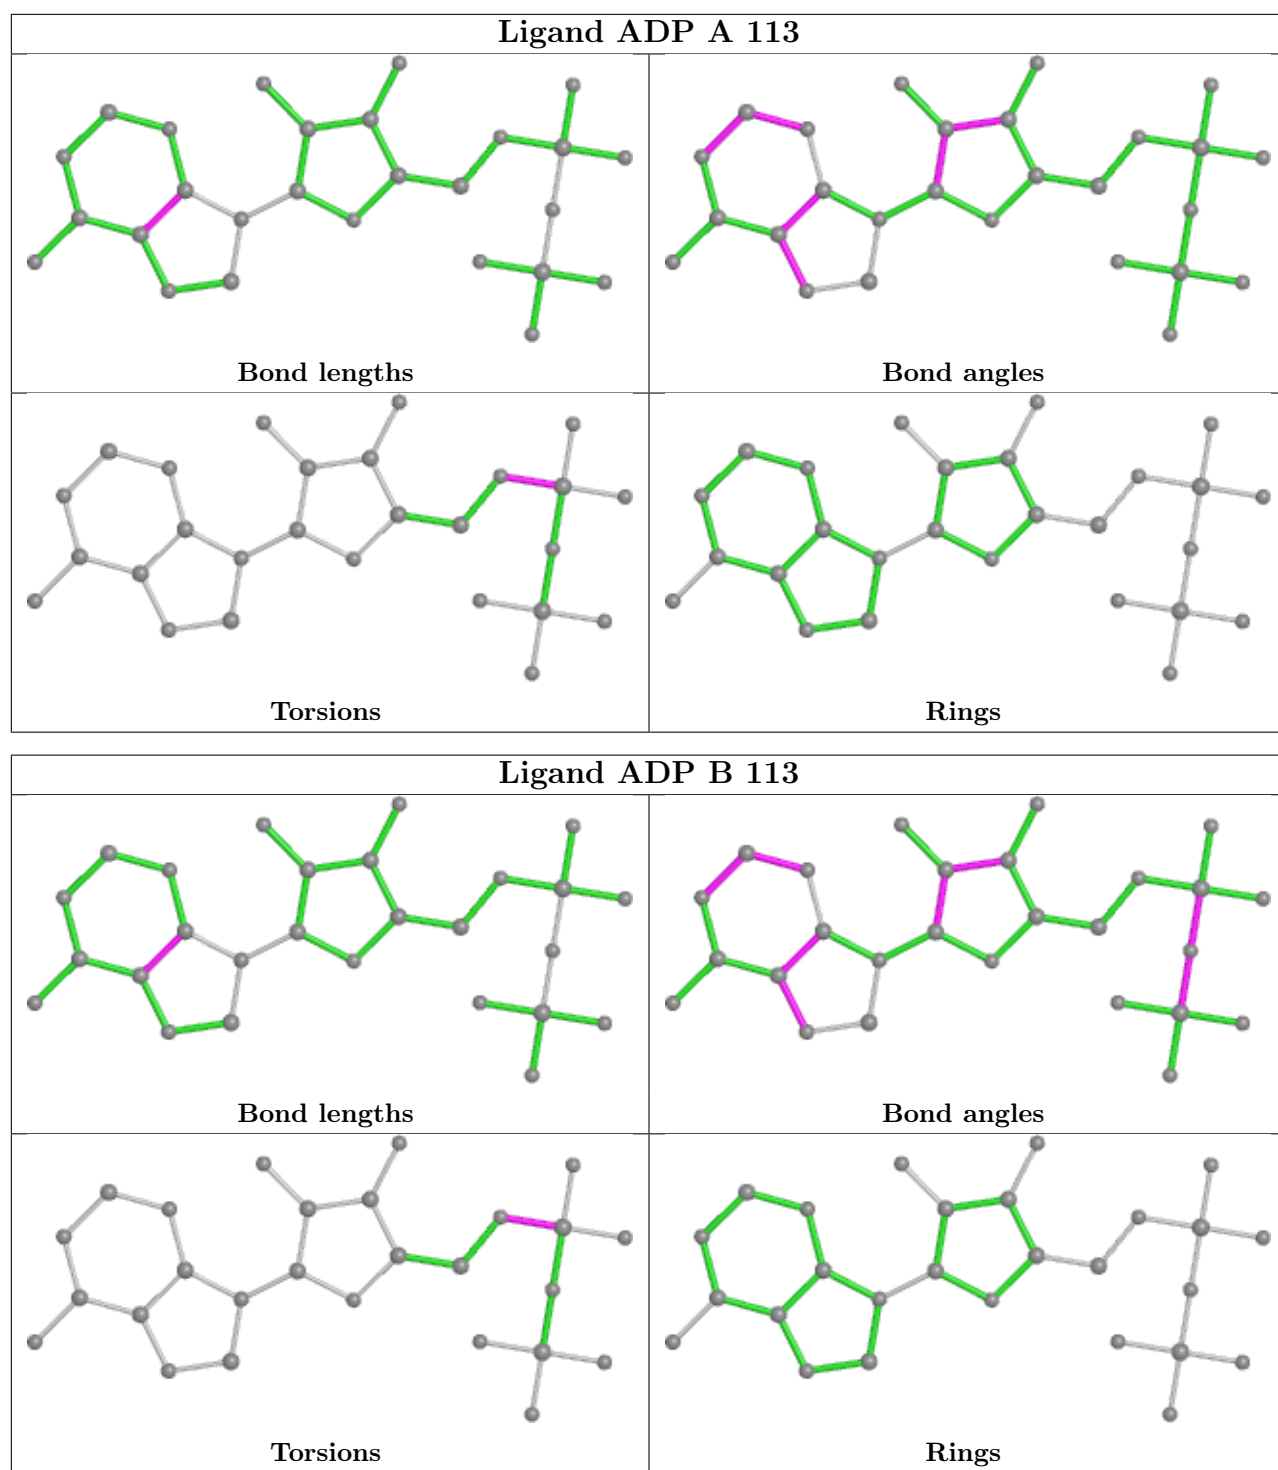 Ligand ADP A 113
Bond lengths
Bond angles
Torsions
Rings
Ligand ADP B 113
Bond lengths
Bond angles
Torsions
Rings